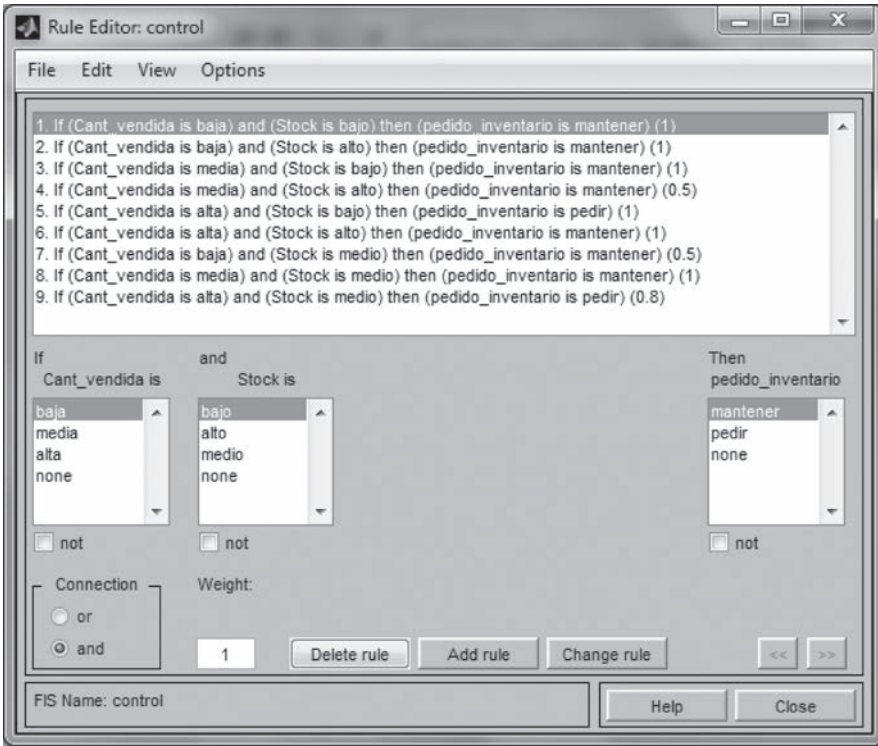 Rule Editor: control
File Edit View Options
1. If (Cant_vendida is baja) and (Stock is bajo) then (pedido_inventario is mantener) (1)
2. If (Cant_vendida is baja) and (Stock is alto) then (pedido_inventario is mantener) (1)
3. If (Cant_vendida is media) and (Stock is bajo) then (pedido_inventario is mantener) (1)
4. If (Cant_vendida is media) and (Stock is alto) then (pedido_inventario is mantener) (0.5)
5. If (Cant_vendida is alta) and (Stock is bajo) then (pedido_inventario is pedir) (1)
6. If (Cant_vendida is alta) and (Stock is alto) then (pedido_inventario is mantener) (1)
7. If (Cant_vendida is baja) and (Stock is medio) then (pedido_inventario is mantener) (0.5)
8. If (Cant_vendida is media) and (Stock is medio) then (pedido_inventario is mantener) (1)
9. If (Cant_vendida is alta) and (Stock is medio) then (pedido_inventario is pedir) (0.8)
If
Cant_vendida is
baja
media
alta
none
not
and
Stock is
bajo
alto
medio
none
not
Then
pedido_inventario
mantener
pedir
none
not
Connection
or
and
Weight:
1
Delete rule
Add rule
Change rule
<<
>>
FIS Name: control
Help
Close